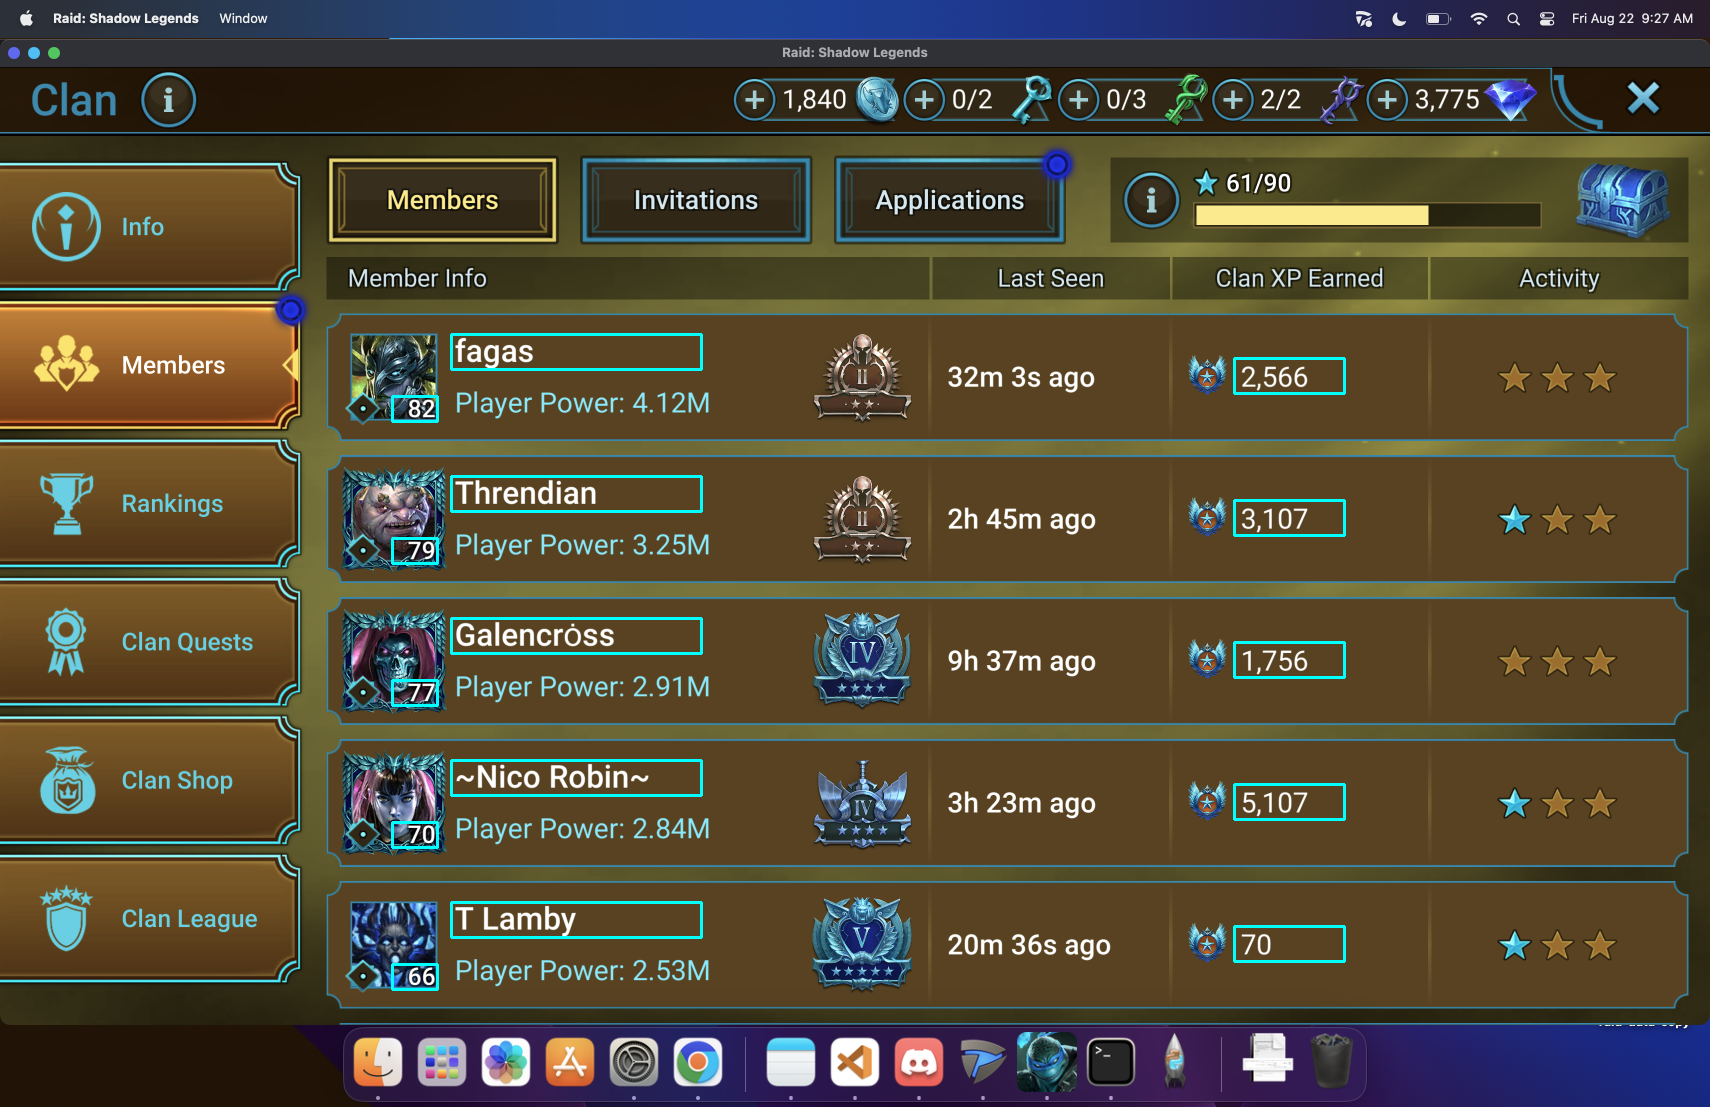 Raid: Shadow Legends Window Fri Aug 22 9:27 AM
Raid: Shadow Legends
Clan i + 1,840 + 0/2 + 0/3 + 2/2 + 3,775
Members Invitations Applications i 61/90
Info
Members
Rankings
Clan Quests
Clan Shop
Clan League
Member Info Last Seen Clan XP Earned Activity
fagas
82 Player Power: 4.12M II 32m 3s ago 2,566
Threndian
79 Player Power: 3.25M II 2h 45m ago 3,107
Galencrȯss
77 Player Power: 2.91M IV 9h 37m ago 1,756
~Nico Robin~
70 Player Power: 2.84M IV 3h 23m ago 5,107
T Lamby
66 Player Power: 2.53M V 20m 36s ago 70